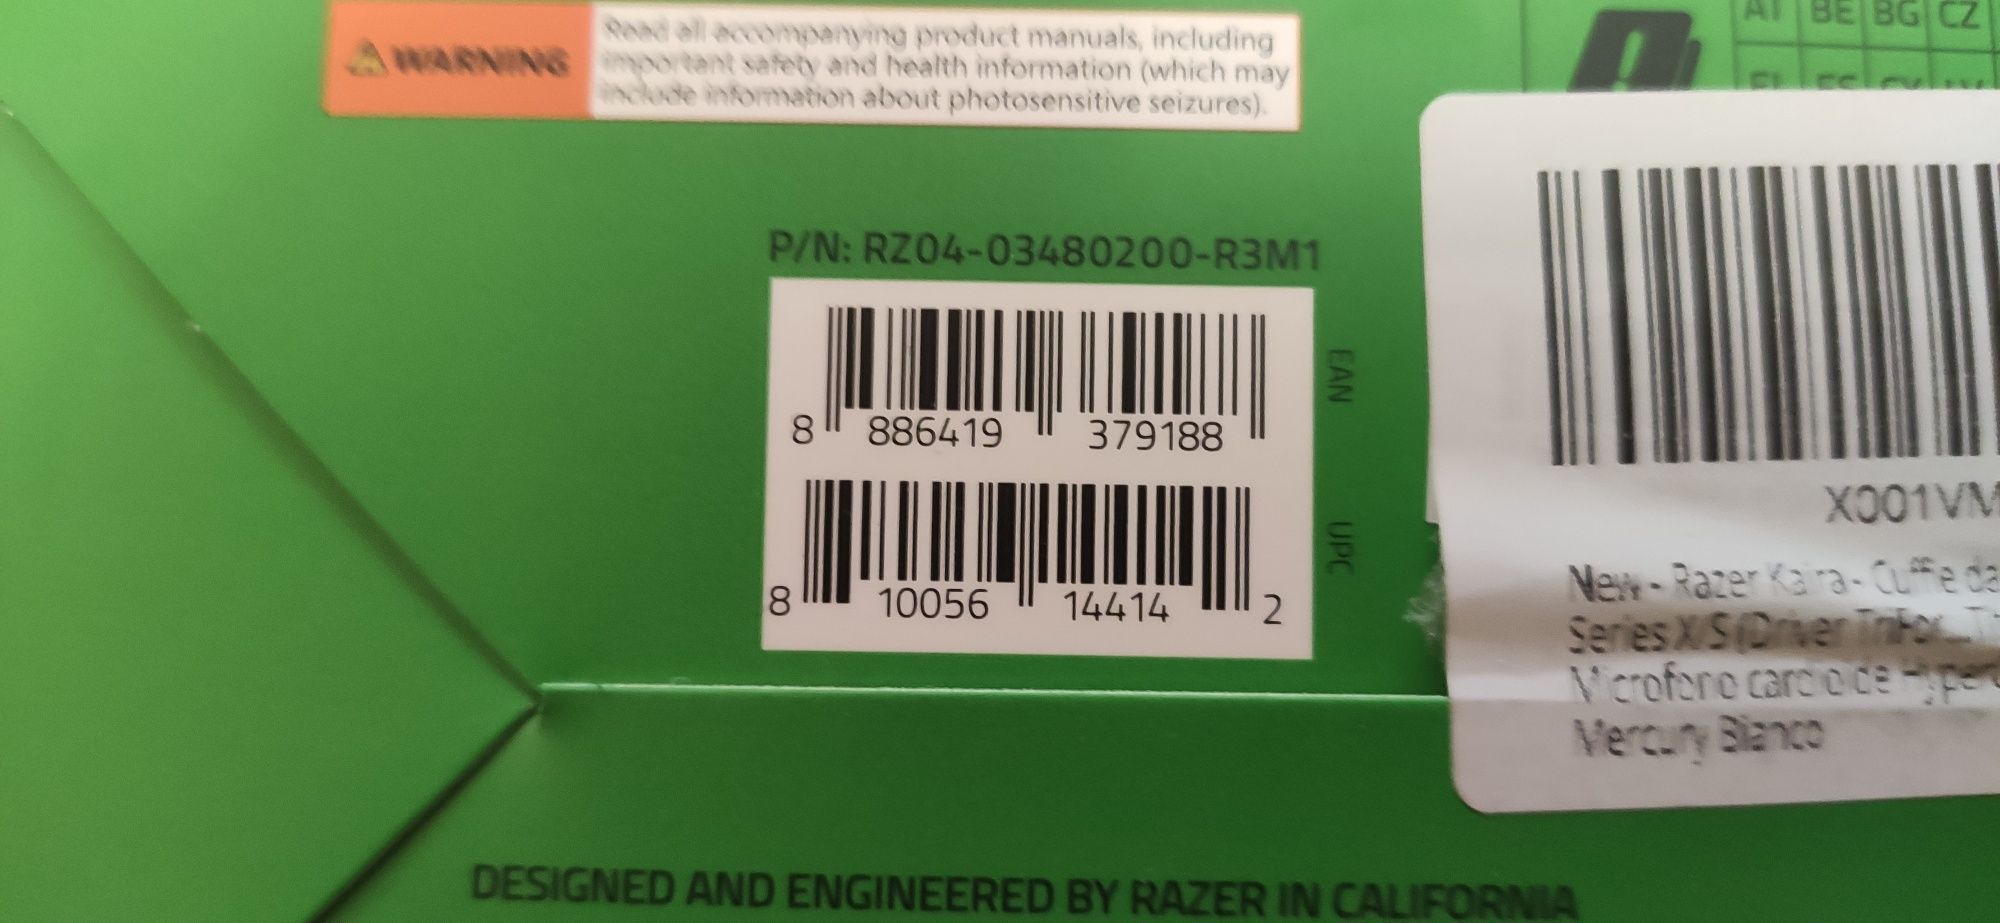 WARNING
Read all accompanying product manuals, including
important safety and health information (which may
include information about photosensitive seizures).
AT BE BG CZ
P/N: RZ04-03480200-R3M1
8 886419 379188
EAN
8 10056 14414 2
UPC
X001VM
New - Razer Kaira - Cuffie da
Series X/S (Driver
Microfono cardioide Hyper
Mercury Bianco
DESIGNED AND ENGINEERED BY RAZER IN CALIFORNIA